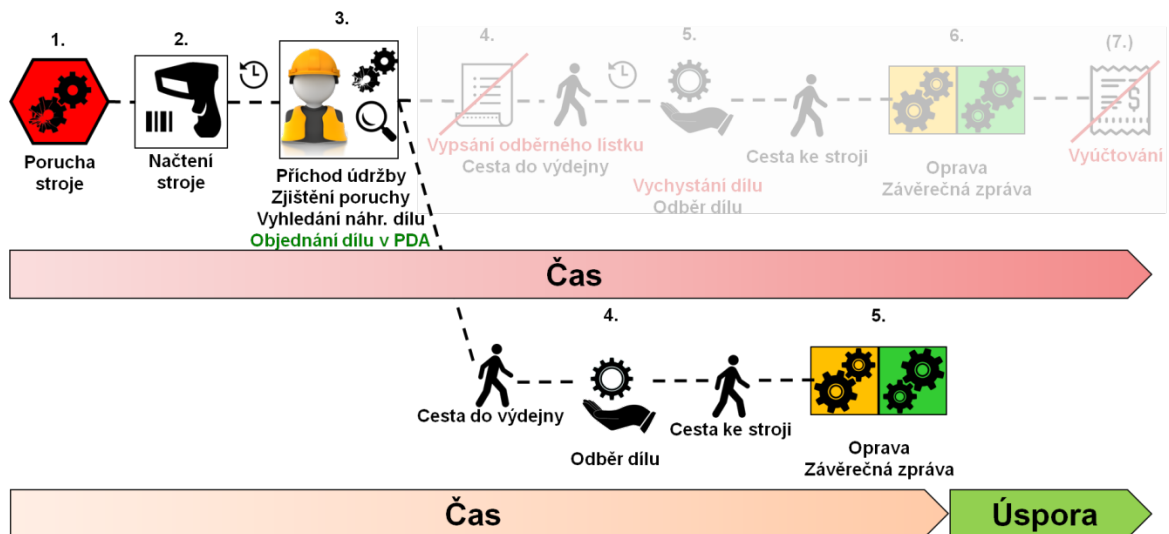 1.
Porucha
stroje
2.
Načtení
stroje
3.
Příchod údržby
Zjištění poruchy
Vyhledání náhr. dílu
Objednání dílu v PDA
4.
Vypsání odběrného lístku
Cesta do výdejny
5.
Vychystání dílu
Odběr dílu
Cesta ke stroji
6.
Oprava
Závěrečná zpráva
(7.)
$
Vyúčtování
Čas
Cesta do výdejny
4.
Odběr dílu
Cesta ke stroji
5.
Oprava
Závěrečná zpráva
Čas
Úspora